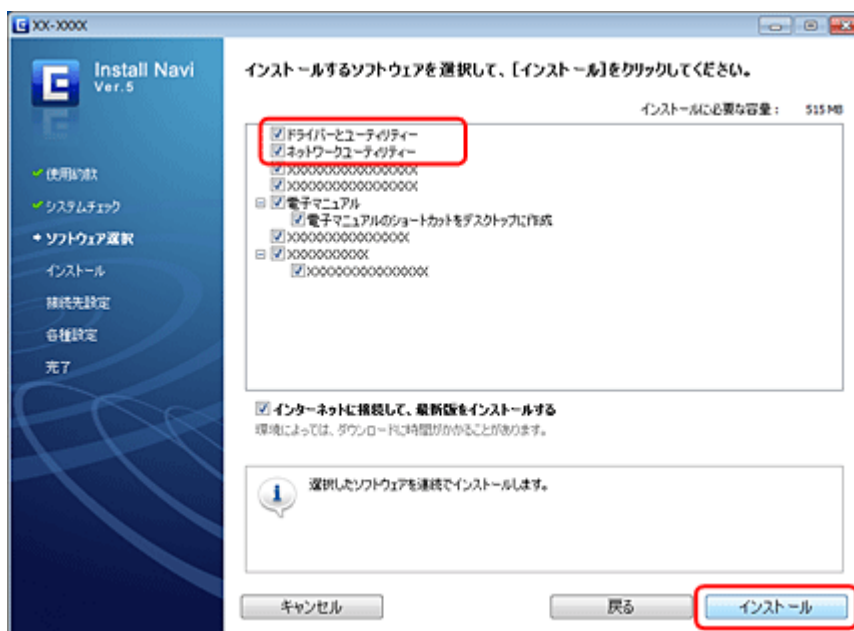 XX-XXXX
Install Navi
Ver.5
使用約款
システムチェック
ソフトウェア選択
インストール
接続先設定
各種設定
完了
インストールするソフトウェアを選択して、[インストール]をクリックしてください。
インストールに必要な容量： 515 MB
ドライバーとユーティリティー
ネットワークユーティリティー
XXXXXXXXXXXXXXXXX
XXXXXXXXXXXXXXXXX
電子マニュアル
電子マニュアルのショートカットをデスクトップに作成
XXXXXXXXXXXXXXXX
XXXXXXXXXX
XXXXXXXXXXXXXXXX
インターネットに接続して、最新版をインストールする
環境によっては、ダウンロードに時間がかかることがあります。
選択したソフトウェアを連続でインストールします。
キャンセル 戻る インストール